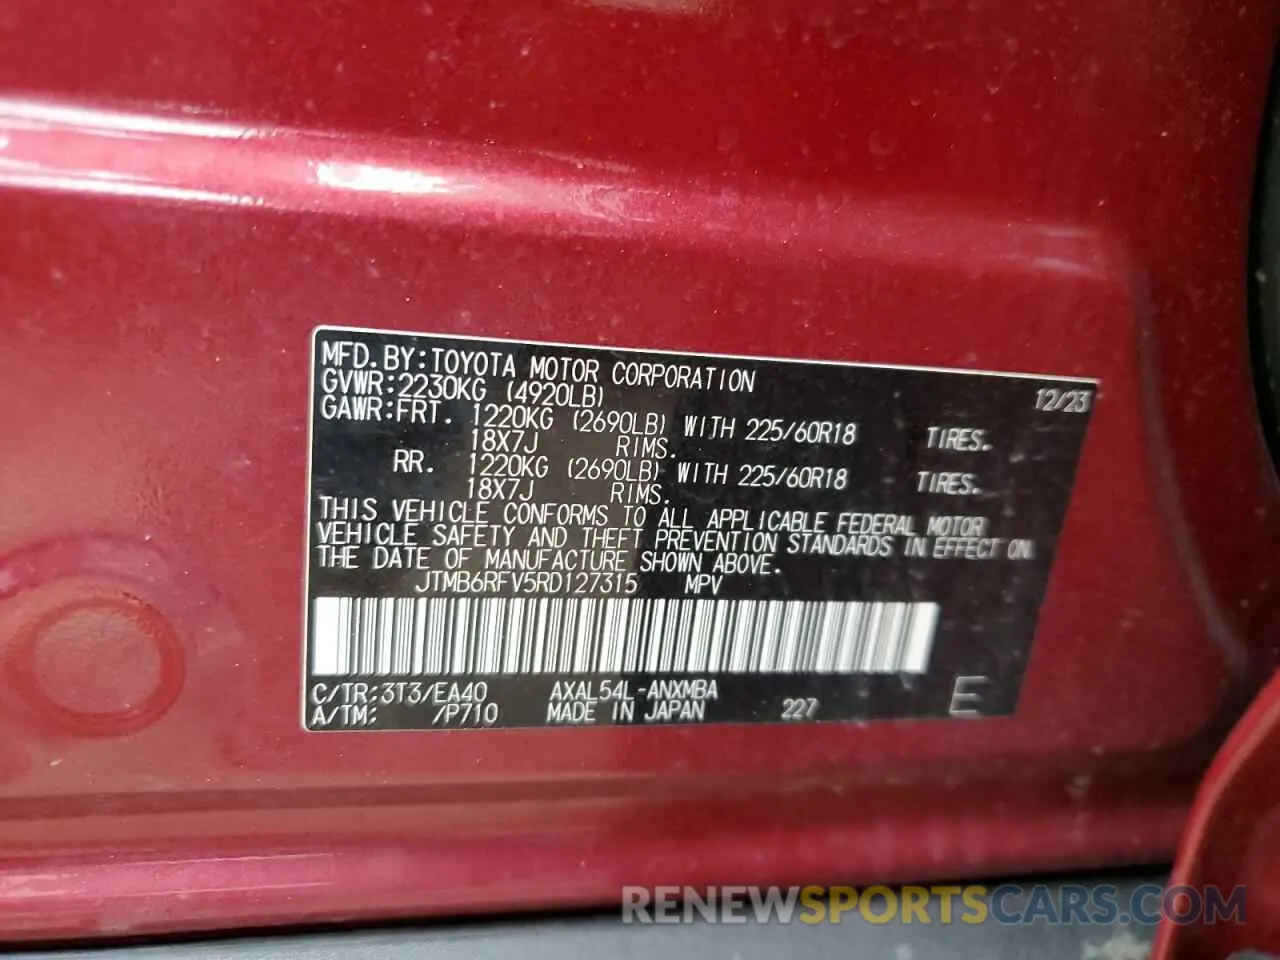 MFD. BY: TOYOTA MOTOR CORPORATION 12/23
GVWR: 2230KG (4920LB)
GAWR: FRT. 1220KG (2690LB) WITH 225/60R18 TIRES.
18X7J RIMS.
RR. 1220KG (2690LB) WITH 225/60R18 TIRES.
18X7J RIMS.
THIS VEHICLE CONFORMS TO ALL APPLICABLE FEDERAL MOTOR
VEHICLE SAFETY AND THEFT PREVENTION STANDARDS IN EFFECT ON
THE DATE OF MANUFACTURE SHOWN ABOVE.
JTMB6RFV5RD127315 MPV
C/TR: 3T3/EA40 AXAL54L-ANXMBA
A/TM: /P710 MADE IN JAPAN 227 E
RENEWSPORTSCARS.COM